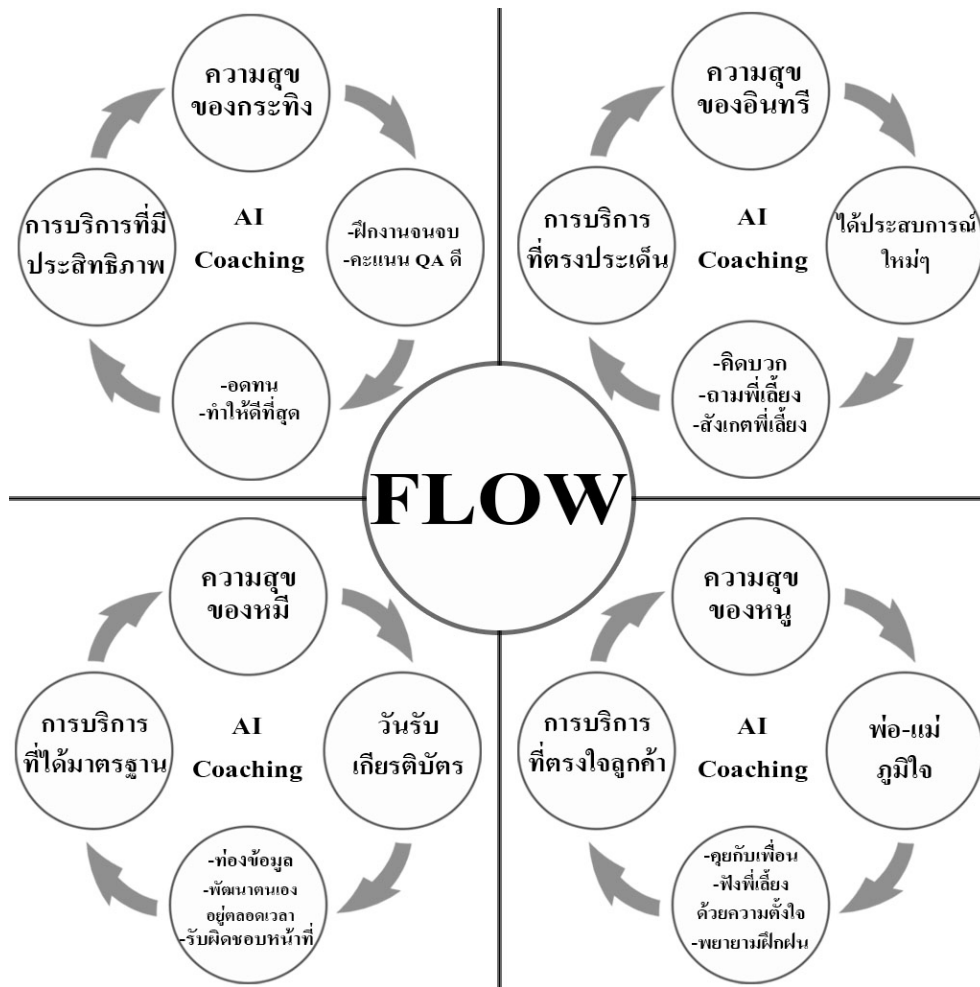 ความสุข
ของกระทิง
-ฝึกงานจนจบ
-คะแนน QA ดี
-อดทน
-ทำให้ดีที่สุด
การบริการที่มี
ประสิทธิภาพ
AI
Coaching
ความสุข
ของอินทรี
ได้ประสบการณ์
ใหม่ๆ
-คิดบวก
-ถามพี่เลี้ยง
-สังเกตพี่เลี้ยง
การบริการ
ที่ตรงประเด็น
AI
Coaching
FLOW
ความสุข
ของหมี
วันรับ
เกียรติบัตร
-ท่องข้อมูล
-พัฒนาตนเอง
อยู่ตลอดเวลา
-รับผิดชอบหน้าที่
การบริการ
ที่ได้มาตรฐาน
AI
Coaching
ความสุข
ของหนู
พ่อ-แม่
ภูมิใจ
-คุยกับเพื่อน
-ฟังพี่เลี้ยง
ด้วยความตั้งใจ
-พยายามฝึกฝน
การบริการ
ที่ตรงใจลูกค้า
AI
Coaching